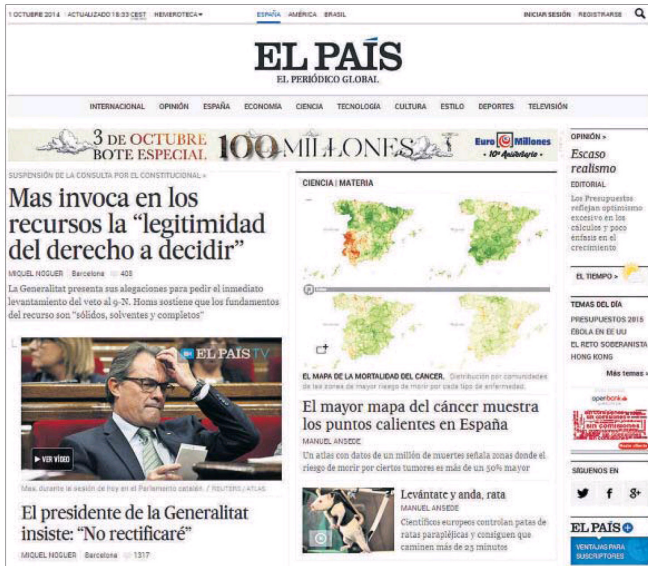 1 OCTUBRE 2014 ACTUALIZADO 18:33 CEST HEMEROTECA
ESPAÑA AMÉRICA BRASIL
INICIAR SESIÓN REGISTRARSE
EL PAÍS
EL PERIÓDICO GLOBAL
INTERNACIONAL OPINIÓN ESPAÑA ECONOMÍA CIENCIA TECNOLOGÍA CULTURA ESTILO DEPORTES TELEVISIÓN
3 DE OCTUBRE
BOTE ESPECIAL
100 MILLONES
Euro Millones
10º Aniversario
SUSPENSIÓN DE LA CONSULTA POR EL CONSTITUCIONAL »
Mas invoca en los
recursos la “legitimidad
del derecho a decidir”
MIQUEL NOGUER Barcelona 403
La Generalitat presenta sus alegaciones para pedir el inmediato
levantamiento del veto al 9-N. Homs sostiene que los fundamentos
del recurso son “sólidos, solventes y completos”
EL PAÍS TV
VER VÍDEO
Mas, durante la sesión de hoy en el Parlamento catalán. / REUTERS / ATLAS
El presidente de la Generalitat
insiste: “No rectificaré”
MIQUEL NOGUER Barcelona 1317
CIENCIA | MATERIA
EL MAPA DE LA MORTALIDAD DEL CÁNCER. Distribución por comunidades
de las zonas de mayor riesgo de morir por cada tipo de enfermedad.
El mayor mapa del cáncer muestra
los puntos calientes en España
MANUEL ANSEDE
Un atlas con datos de un millón de muertes señala zonas donde el
riesgo de morir por ciertos tumores es más de un 50% mayor
Levántate y anda, rata
MANUEL ANSEDE
Científicos europeos controlan patas de
ratas parapléjicas y consiguen que
caminen más de 23 minutos
OPINIÓN >
Escaso
realismo
EDITORIAL
Los Presupuestos
reflejan optimismo
excesivo en los
cálculos y poco
énfasis en el
crecimiento
EL TIEMPO »
TEMAS DEL DÍA
PRESUPUESTOS 2015
ÉBOLA EN EE UU
EL RETO SOBERANISTA
HONG KONG
Más temas »
openbank
sin comisiones
SÍGUENOS EN
EL PAÍS +
VENTAJAS PARA
SUSCRIPTORES